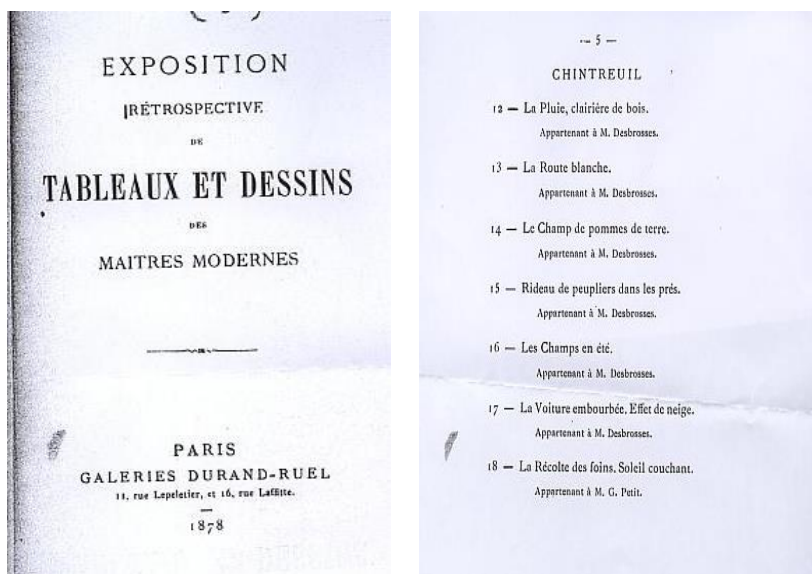 EXPOSITION
RÉTROSPECTIVE
DE
TABLEAUX ET DESSINS
DES
MAITRES MODERNES
PARIS
GALERIES DURAND-RUEL
11, rue Lepeletier, et 16, rue Laffitte.
1878
— 5 —
CHINTREUIL
12 — La Pluie, clairière de bois.
Appartenant à M. Desbrosses.
13 — La Route blanche.
Appartenant à M. Desbrosses.
14 — Le Champ de pommes de terre.
Appartenant à M. Desbrosses.
15 — Rideau de peupliers dans les prés.
Appartenant à M. Desbrosses.
16 — Les Champs en été.
Appartenant à M. Desbrosses.
17 — La Voiture embourbée. Effet de neige.
Appartenant à M. Desbrosses.
18 — La Récolte des foins. Soleil couchant.
Appartenant à M. G. Petit.